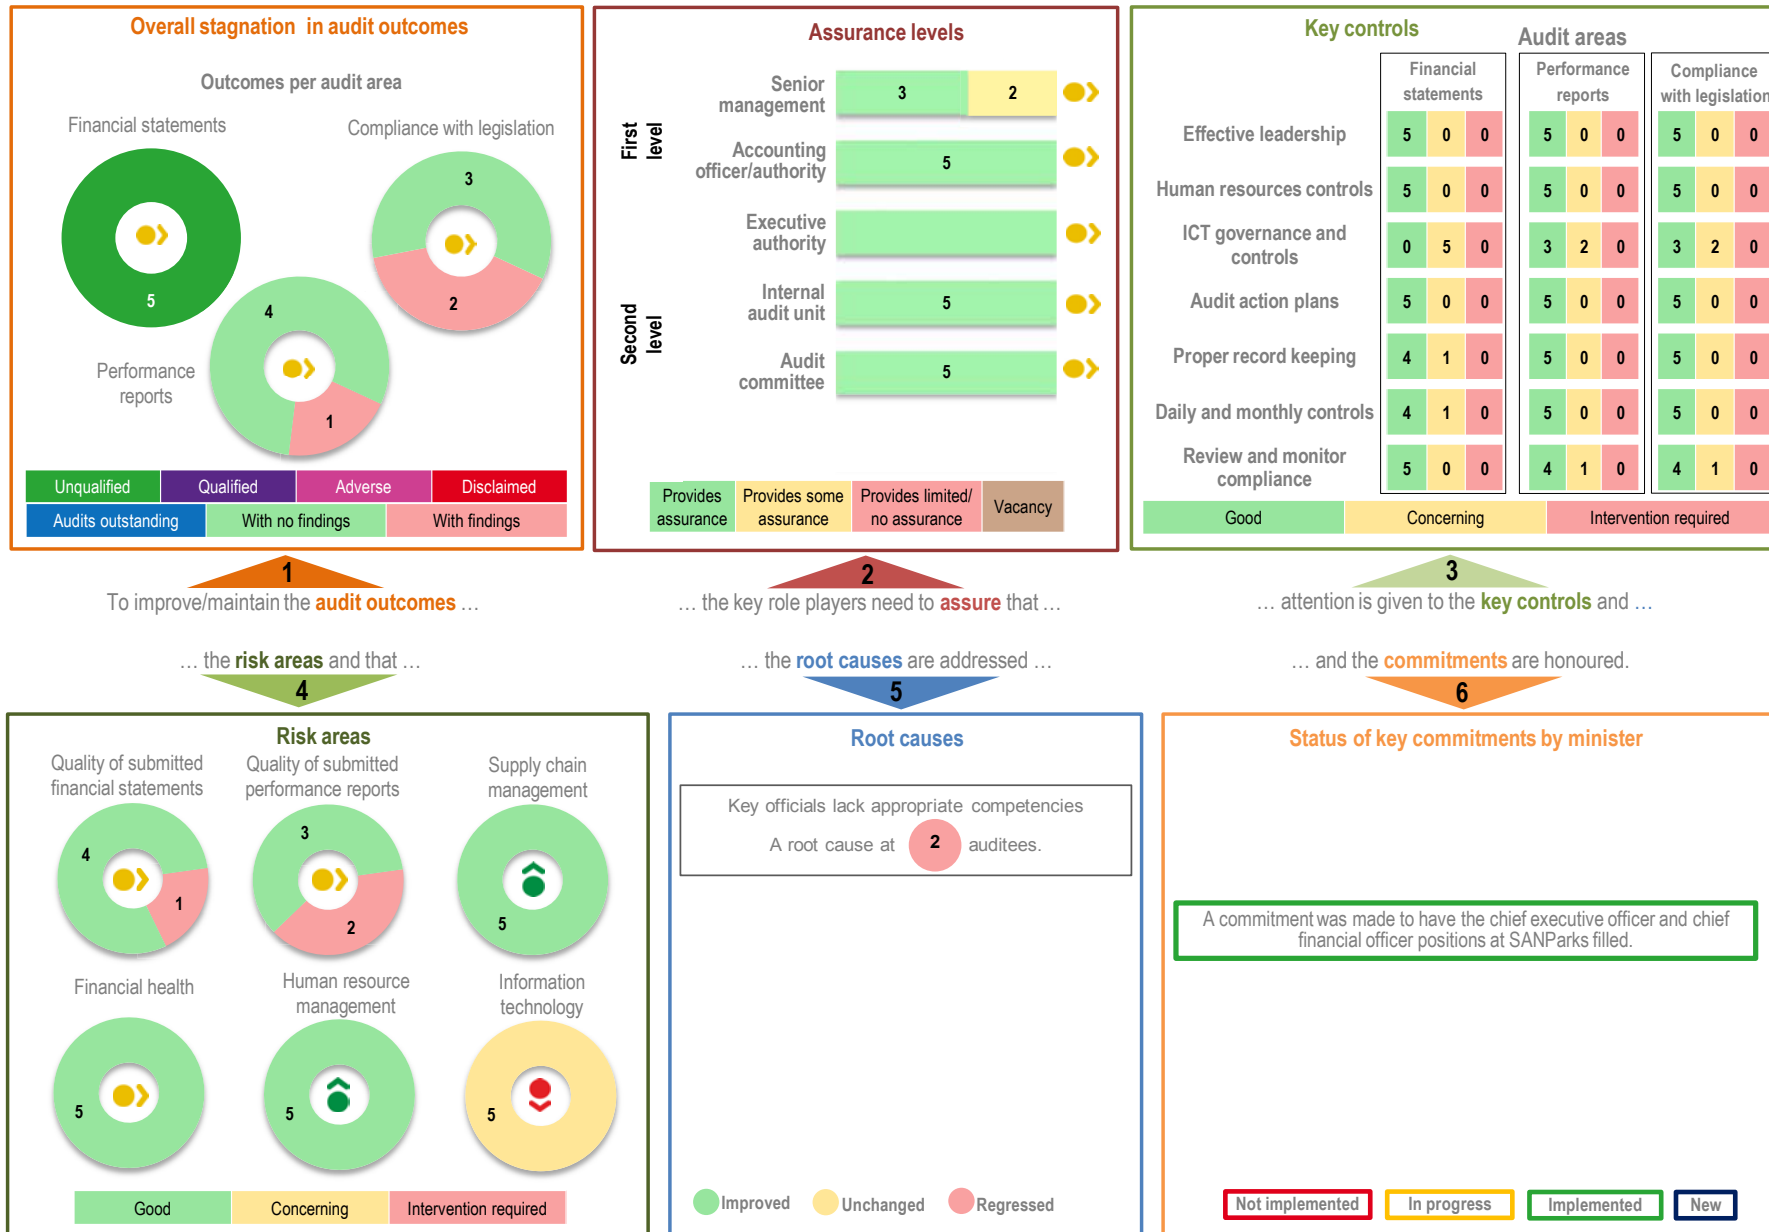 Overall stagnation in audit outcomes
Outcomes per audit area
Financial statements
Compliance with legislation
5
3
2
Performance
reports
4
1
Unqualified
Qualified
Adverse
Disclaimed
Audits outstanding
With no findings
With findings
Assurance levels
First
level
Senior
management
3
2
Accounting
officer/authority
5
Executive
authority
Second
level
Internal
audit unit
5
Audit
committee
5
Provides
assurance
Provides some
assurance
Provides limited/
no assurance
Vacancy
Key controls
Audit areas
Financial
statements
Performance
reports
Compliance
with legislation
Effective leadership
5 0 0 5 0 0 5 0 0
Human resources controls
5 0 0 5 0 0 5 0 0
ICT governance and
controls
0 5 0 3 2 0 3 2 0
Audit action plans
5 0 0 5 0 0 5 0 0
Proper record keeping
4 1 0 5 0 0 5 0 0
Daily and monthly controls
4 1 0 5 0 0 5 0 0
Review and monitor
compliance
5 0 0 4 1 0 4 1 0
Good
Concerning
Intervention required
1
To improve/maintain the audit outcomes …
2
… the key role players need to assure that …
3
… attention is given to the key controls and …
… the risk areas and that …
4
… the root causes are addressed …
5
… and the commitments are honoured.
6
Risk areas
Quality of submitted
financial statements
4
1
Quality of submitted
performance reports
3
2
Supply chain
management
5
Financial health
5
Human resource
management
5
Information
technology
5
Good
Concerning
Intervention required
Root causes
Key officials lack appropriate competencies
A root cause at 2 auditees.
Improved
Unchanged
Regressed
Status of key commitments by minister
A commitment was made to have the chief executive officer and chief
financial officer positions at SANParks filled.
Not implemented
In progress
Implemented
New